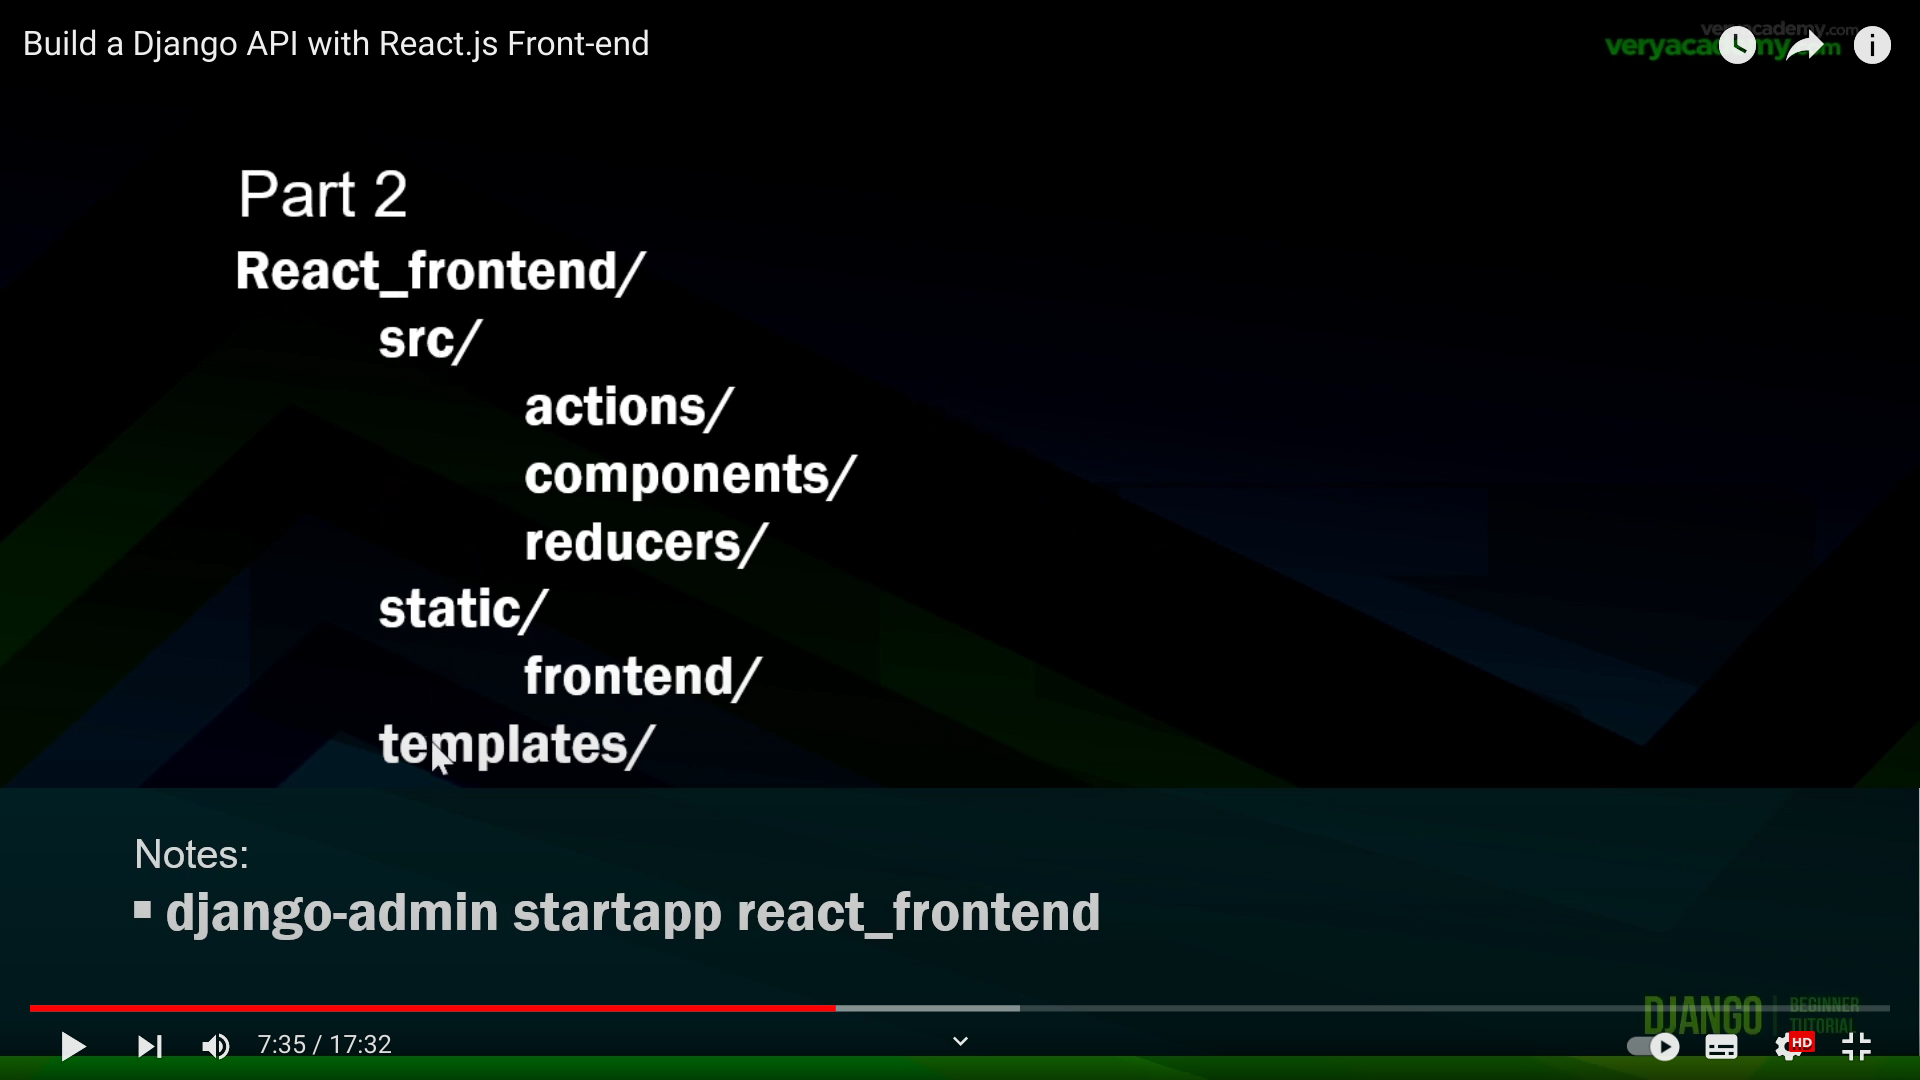 Build a Django API with React.js Front-end
veryacademy.com
Part 2
React_frontend/
src/
actions/
components/
reducers/
static/
frontend/
templates/
Notes:
▪ django-admin startapp react_frontend
DJANGO | BEGINNER
TUTORIAL
7:35 / 17:32
HD